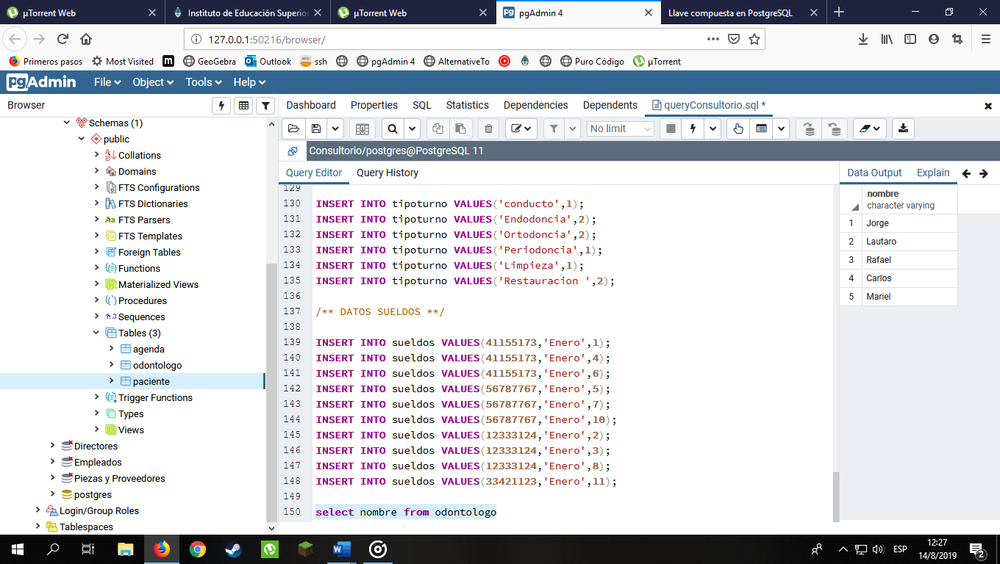 µTorrent Web
Instituto de Educación Superior
µTorrent Web
pgAdmin 4
Llave compuesta en PostgreSQL
127.0.0.1:50216/browser/
Primeros pasos
Most Visited
GeoGebra
Outlook
ssh
pgAdmin 4
AlternativeTo
Puro Código
µTorrent
pgAdmin
File
Object
Tools
Help
Browser
Dashboard
Properties
SQL
Statistics
Dependencies
Dependents
queryConsultorio.sql *
No limit
Consultorio/postgres@PostgreSQL 11
Query Editor
Query History
Data Output
Explain
Schemas (1)
public
Collations
Domains
FTS Configurations
FTS Dictionaries
FTS Parsers
FTS Templates
Foreign Tables
Functions
Materialized Views
Procedures
Sequences
Tables (3)
agenda
odontologo
paciente
Trigger Functions
Types
Views
Directores
Empleados
Piezas y Proveedores
postgres
Login/Group Roles
Tablespaces
129
130 INSERT INTO tipoturno VALUES('conducto',1);
131 INSERT INTO tipoturno VALUES('Endodoncia',2);
132 INSERT INTO tipoturno VALUES('Ortodoncia',2);
133 INSERT INTO tipoturno VALUES('Periodoncia',1);
134 INSERT INTO tipoturno VALUES('Limpieza',1);
135 INSERT INTO tipoturno VALUES('Restauracion ',2);
136
137 /** DATOS SUELDOS **/
138
139 INSERT INTO sueldos VALUES(41155173,'Enero',1);
140 INSERT INTO sueldos VALUES(41155173,'Enero',4);
141 INSERT INTO sueldos VALUES(41155173,'Enero',6);
142 INSERT INTO sueldos VALUES(56787767,'Enero',5);
143 INSERT INTO sueldos VALUES(56787767,'Enero',7);
144 INSERT INTO sueldos VALUES(56787767,'Enero',10);
145 INSERT INTO sueldos VALUES(12333124,'Enero',2);
146 INSERT INTO sueldos VALUES(12333124,'Enero',3);
147 INSERT INTO sueldos VALUES(12333124,'Enero',8);
148 INSERT INTO sueldos VALUES(33421123,'Enero',11);
149
150 select nombre from odontologo
nombre
character varying
1 Jorge
2 Lautaro
3 Rafael
4 Carlos
5 Mariel
ESP
12:27
14/8/2019
2